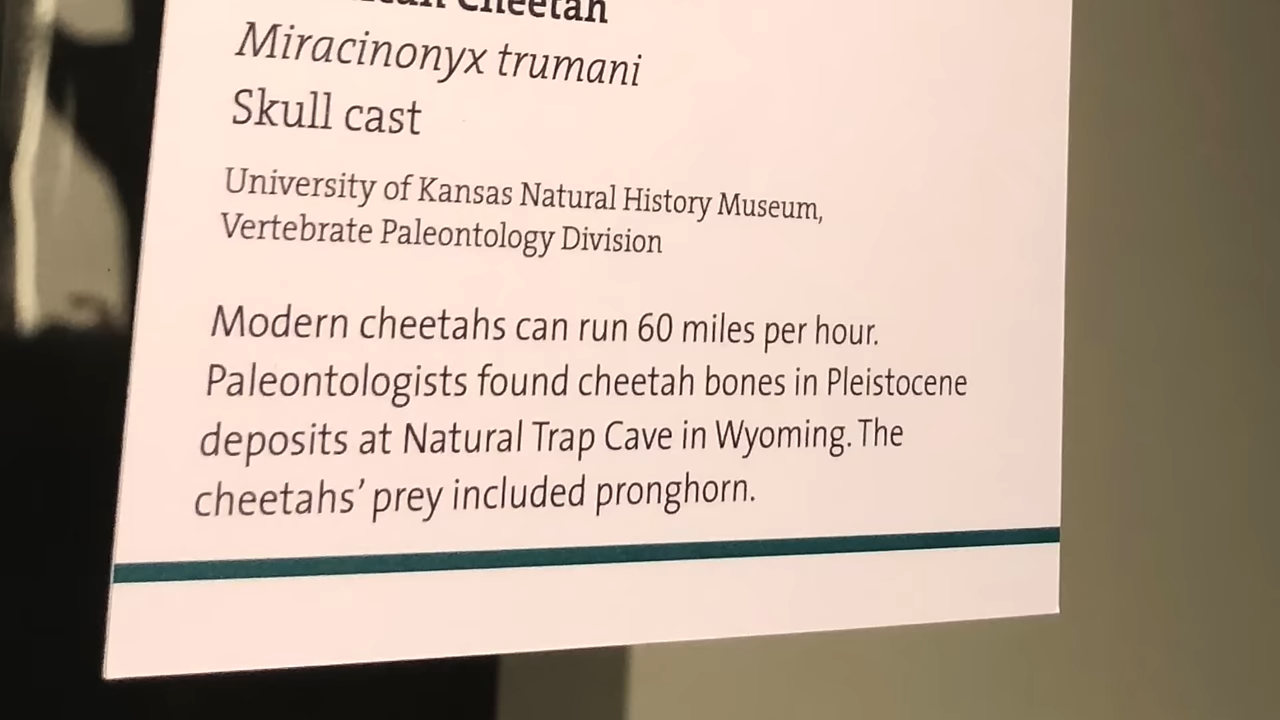 Cheetah
Miracinonyx trumani
Skull cast
University of Kansas Natural History Museum,
Vertebrate Paleontology Division
Modern cheetahs can run 60 miles per hour.
Paleontologists found cheetah bones in Pleistocene
deposits at Natural Trap Cave in Wyoming. The
cheetahs’ prey included pronghorn.